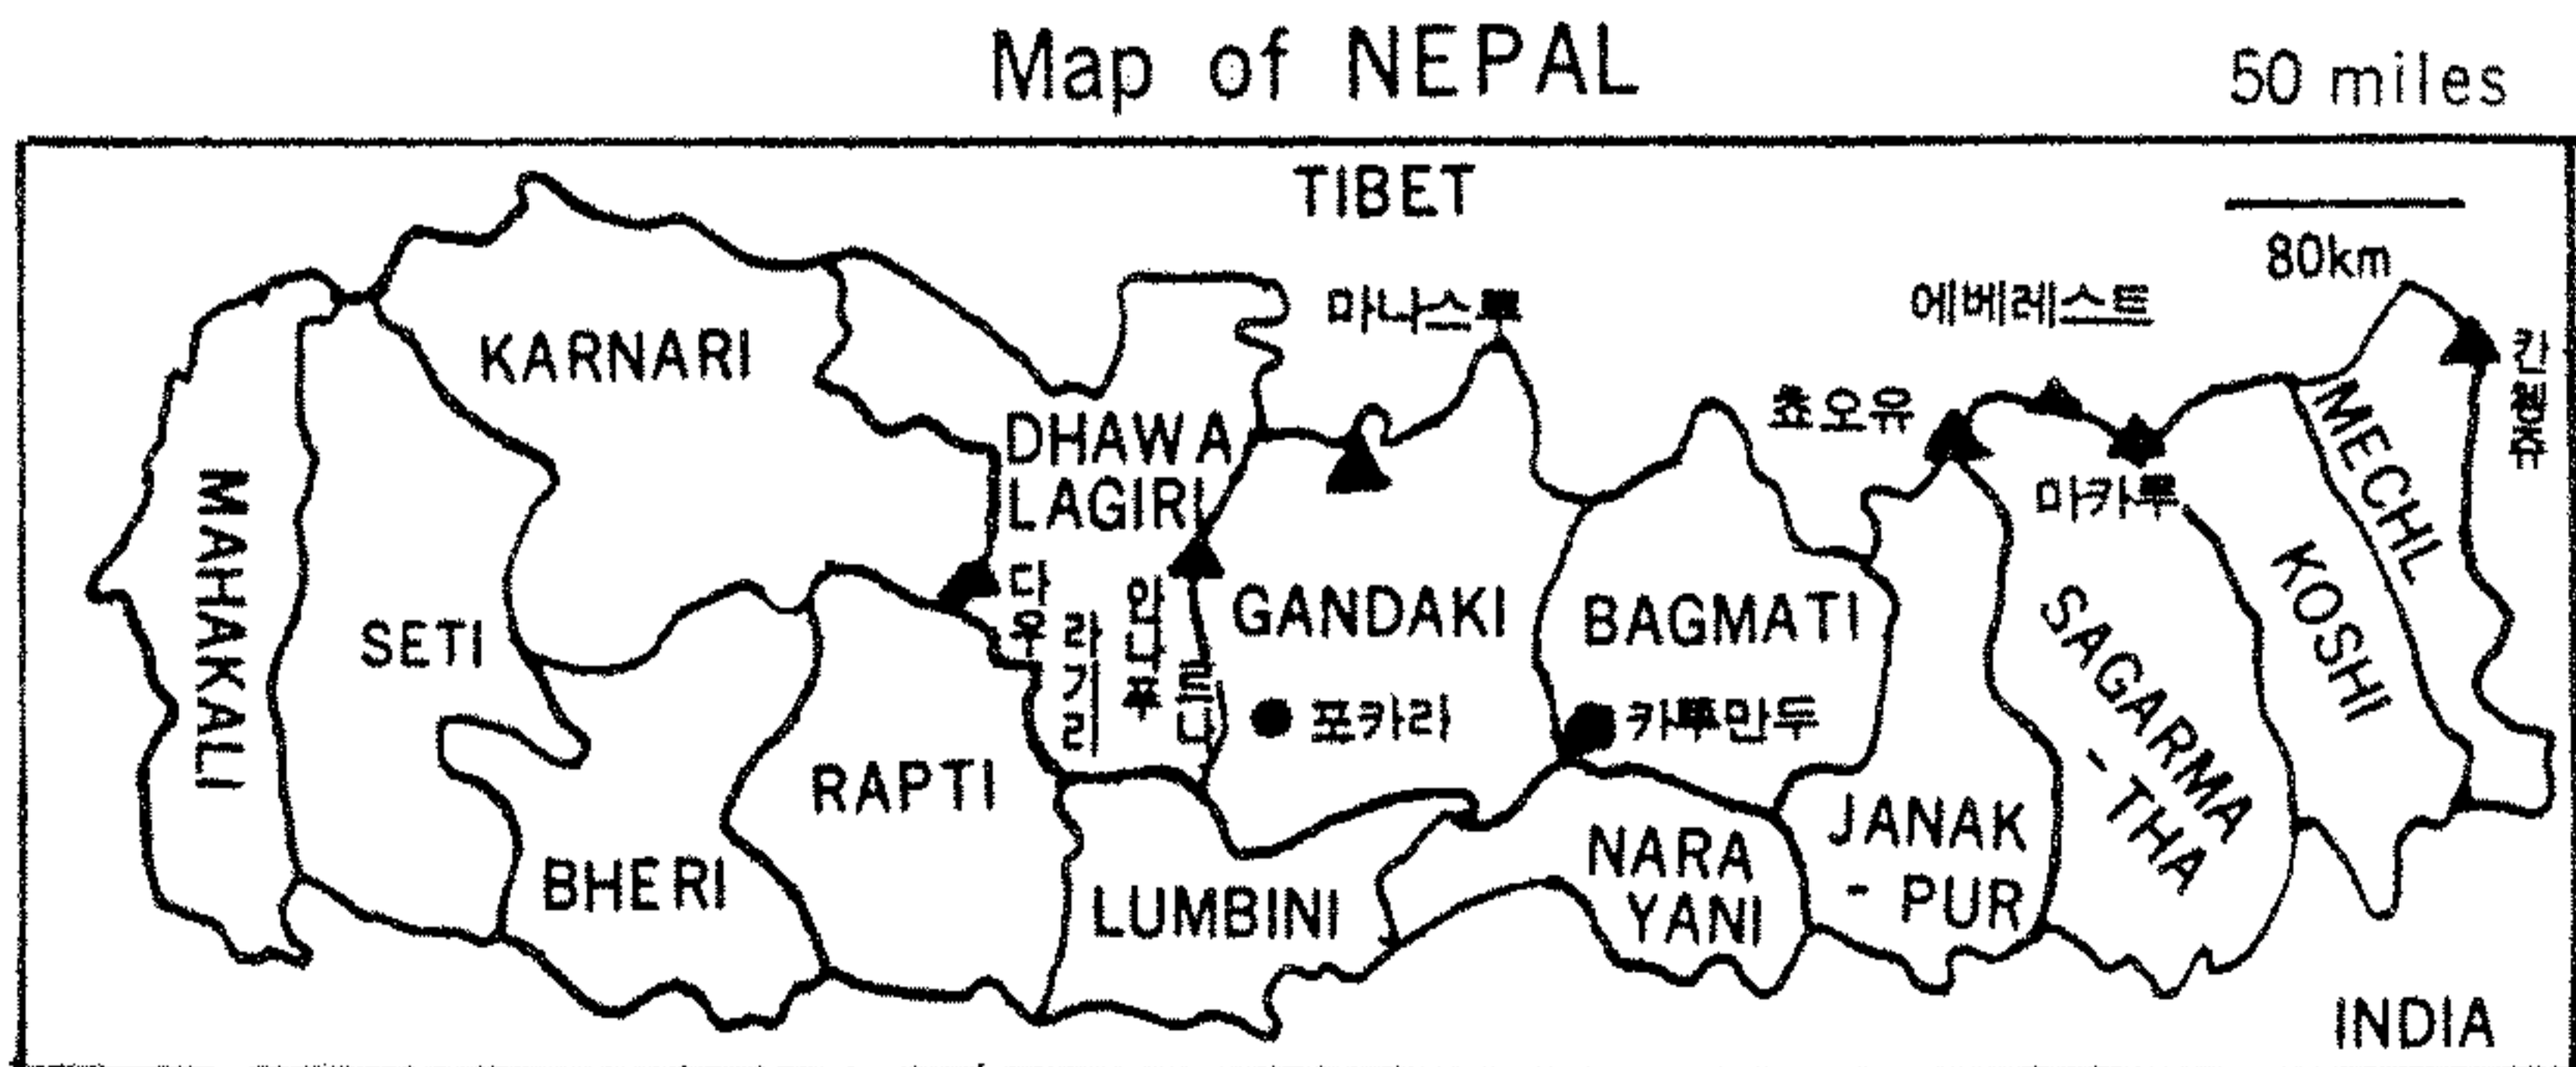 Map of NEPAL
50 miles
TIBET
80km
마나스루
에베레스트
칸첸쥬
KARNARI
초오유
MECHI
DHAWA
LAGIRI
마카루
MAHAKALI
KOSHI
다우
라기리
안나푸
르나
GANDAKI
BAGMATI
SETI
SAGARMA
-THA
포카라
카투만두
RAPTI
JANAK
- PUR
NARA
YANI
BHERI
LUMBINI
INDIA